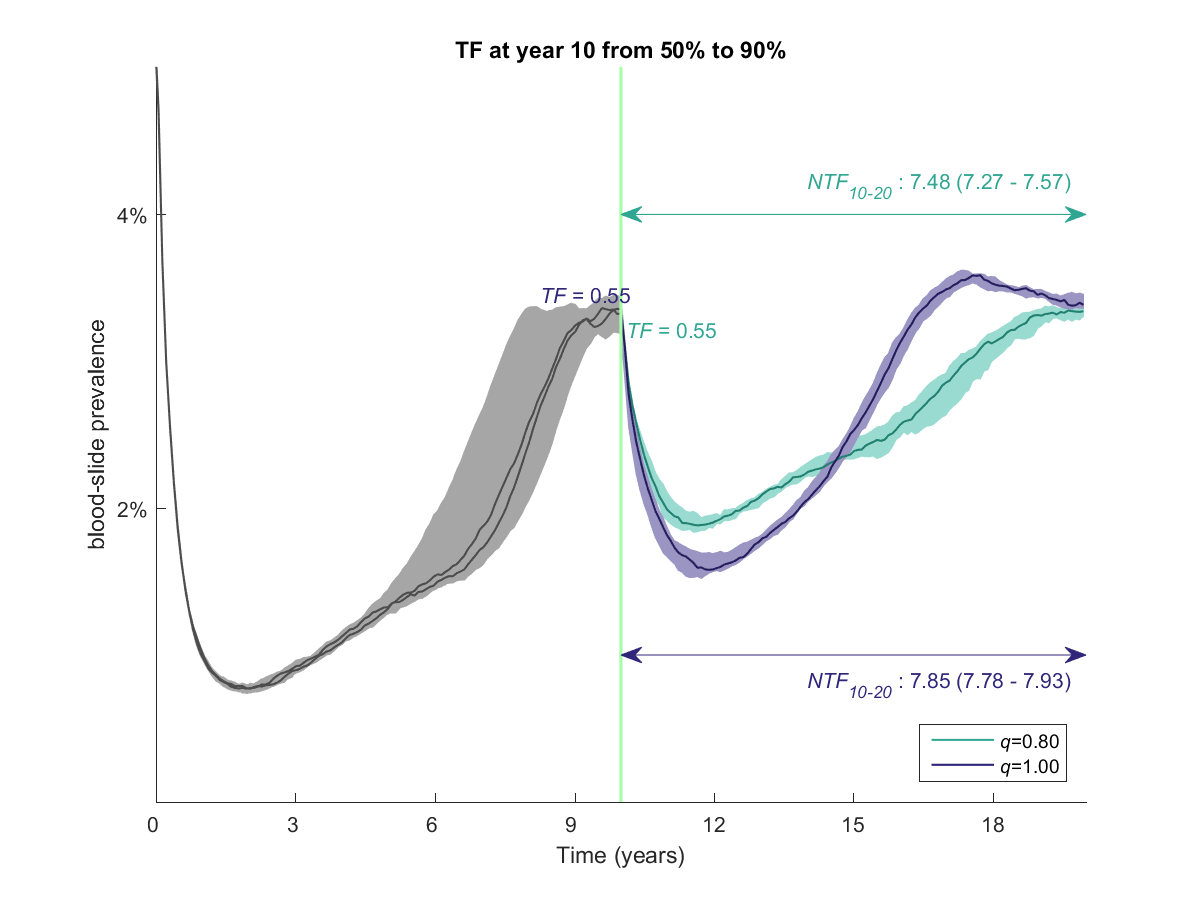 TF at year 10 from 50% to 90%
NTF10-20 : 7.48 (7.27 - 7.57)
4%
TF = 0.55
TF = 0.55
blood-slide prevalence
2%
NTF10-20 : 7.85 (7.78 - 7.93)
q=0.80
q=1.00
0 3 6 9 12 15 18
Time (years)